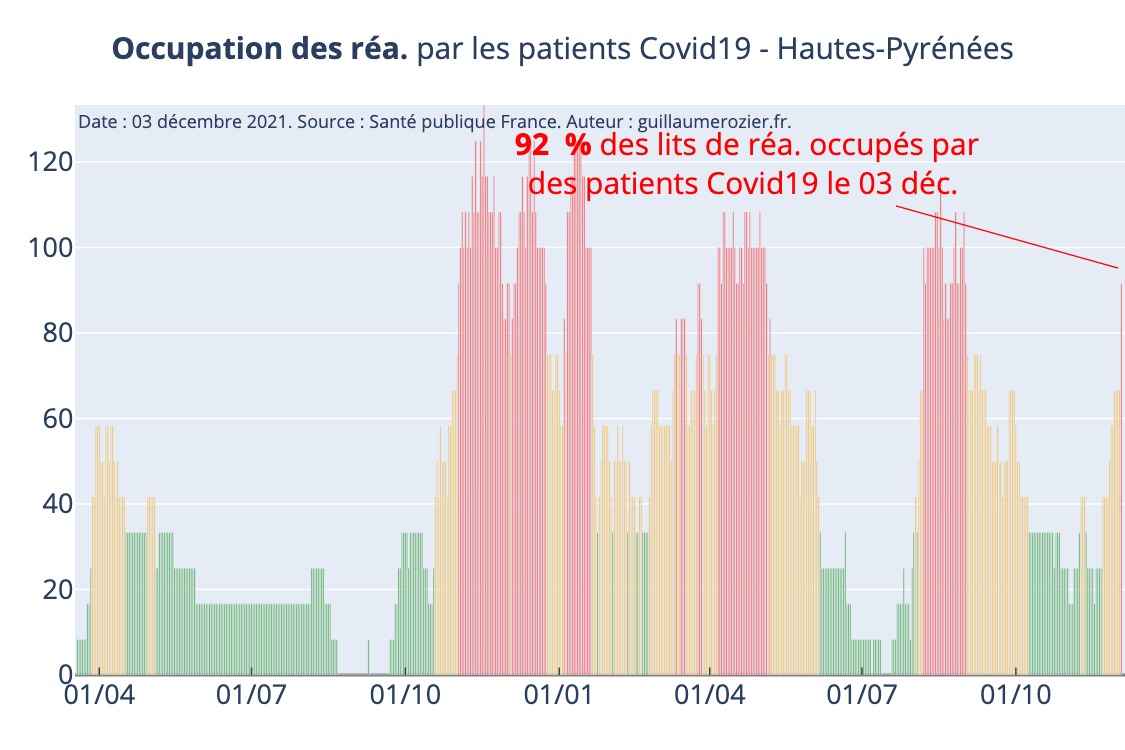 Occupation des réa. par les patients Covid19 - Hautes-Pyrénées
Date : 03 décembre 2021. Source : Santé publique France. Auteur : guillaumerozier.fr.
92 % des lits de réa. occupés par
des patients Covid19 le 03 déc.
120
100
80
60
40
20
0
01/04 01/07 01/10 01/01 01/04 01/07 01/10